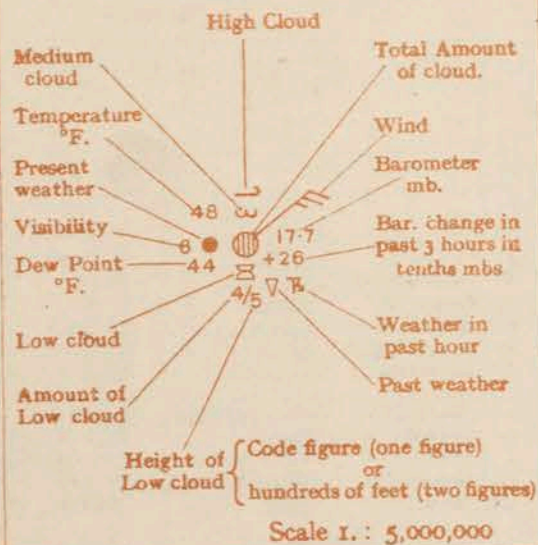 High Cloud
Medium
cloud
Total Amount
of cloud.
Temperature
°F.
Wind
Present
weather
Barometer
mb.
48
Visibility
6
17·7
Bar. change in
past 3 hours in
tenths mbs
+26
Dew Point
°F.
44
4/5
Low cloud
Weather in
past hour
Amount of
Low cloud
Past weather
Height of
Low cloud
Code figure (one figure)
or
hundreds of feet (two figures)
Scale 1. : 5,000,000